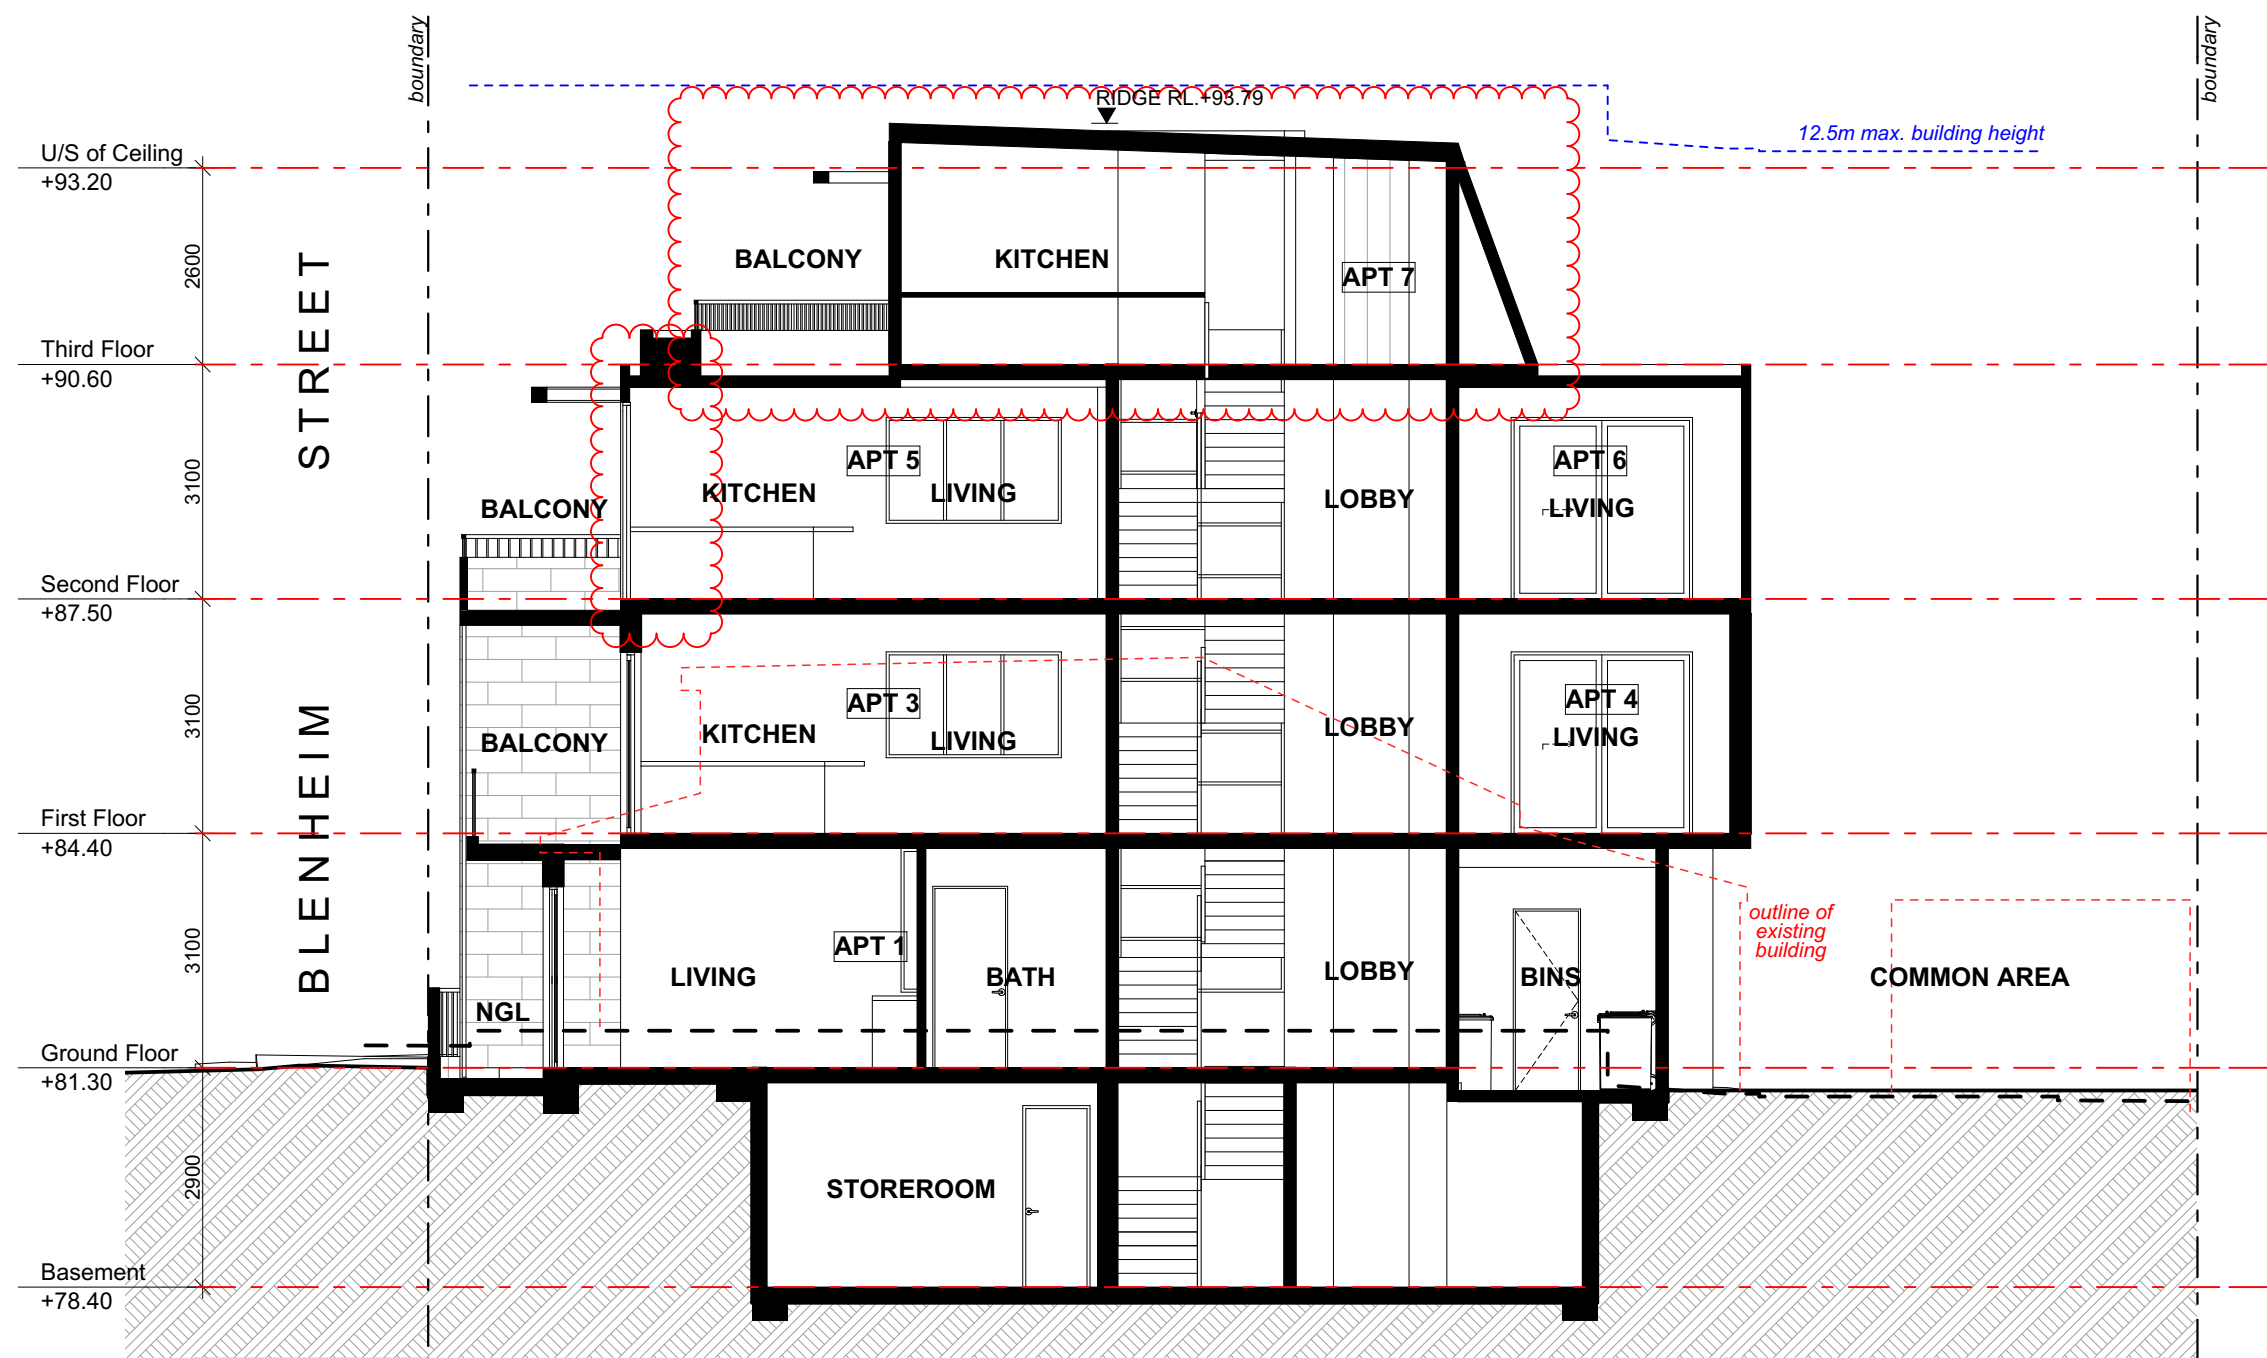 boundary
boundary
RIDGE RL.+93.79
12.5m max. building height
U/S of Ceiling
+93.20
2600
BALCONY
KITCHEN
APT 7
Third Floor
+90.60
3100
APT 5
APT 6
KITCHEN
LIVING
LOBBY
LIVING
BALCONY
Second Floor
+87.50
3100
APT 3
APT 4
BALCONY
KITCHEN
LIVING
LOBBY
LIVING
First Floor
+84.40
3100
APT 1
outline of
existing
building
LIVING
BATH
LOBBY
BINS
COMMON AREA
NGL
Ground Floor
+81.30
2900
STOREROOM
Basement
+78.40
BLENHEIM STREET